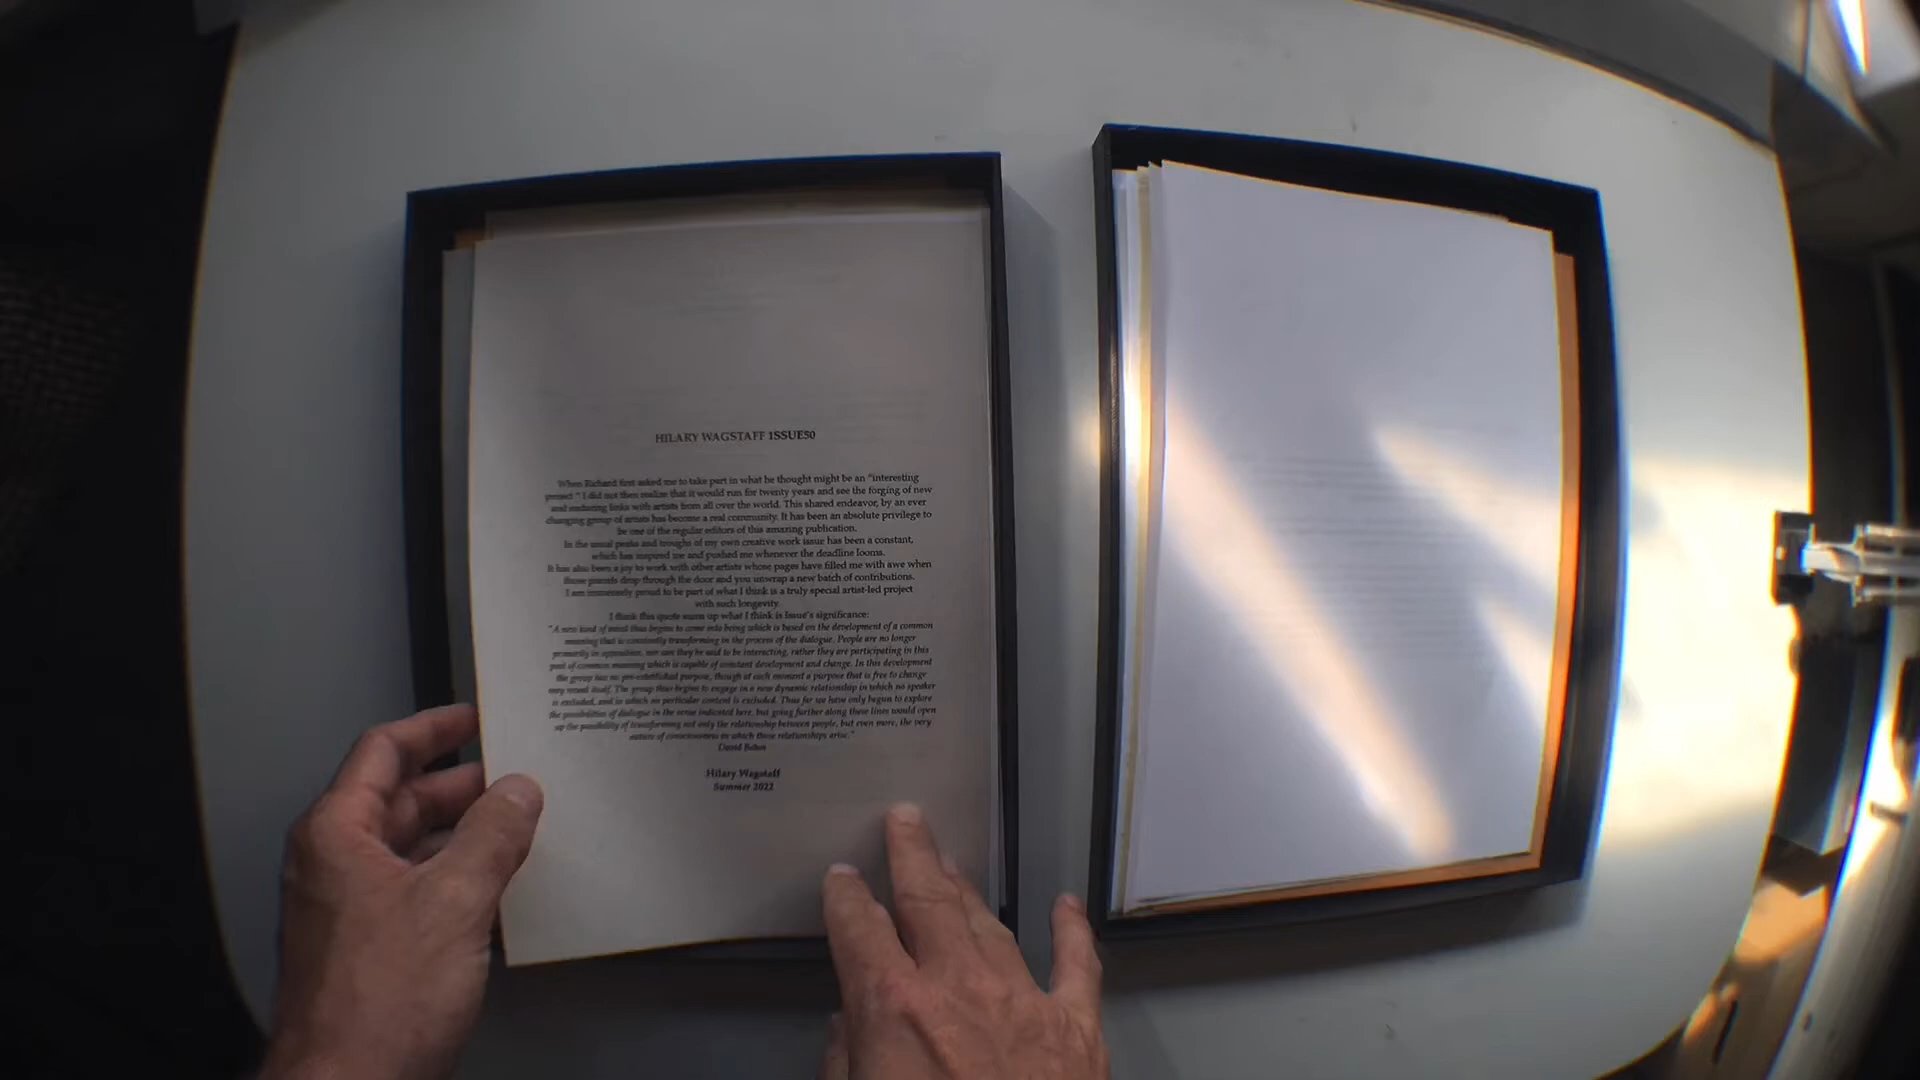 HILARY WAGSTAFF ISSUE50
When Richard first asked me to take part in what he thought might be an "interesting
project " I did not then realise that it would run for twenty years and see the forging of new
and enduring links with artists from all over the world. This shared endeavor, by an ever
changing group of artists has become a real community. It has been an absolute privilege to
be one of the regular editors of this amazing publication.
In the usual peaks and troughs of my own creative work issue has been a constant,
which has inspired me and pushed me whenever the deadline looms.
It has also been a joy to work with other artists whose pages have filled me with awe when
those parcels drop through the door and you unwrap a new batch of contributions.
I am immensely proud to be part of what I think is a truly special artist-led project
with such longevity.
I think this quote sums up what I think is Issue's significance:
"A new kind of mind thus begins to come into being which is based on the development of a common
meaning that is constantly transforming in the process of the dialogue. People are no longer
primarily in opposition, nor can they be said to be interacting, rather they are participating in this
pool of common meaning which is capable of constant development and change. In this development
the group has no pre-established purpose, though at each moment a purpose that is free to change
may reveal itself. The group thus begins to engage in a new dynamic relationship in which no speaker
is excluded, and in which no particular content is excluded. Thus far we have only begun to explore
the possibilities of dialogue in the sense indicated here, but going further along these lines would open
up the possibility of transforming not only the relationship between people, but even more, the very
nature of consciousness in which these relationships arise."
David Bohm
Hilary Wagstaff
Summer 2022